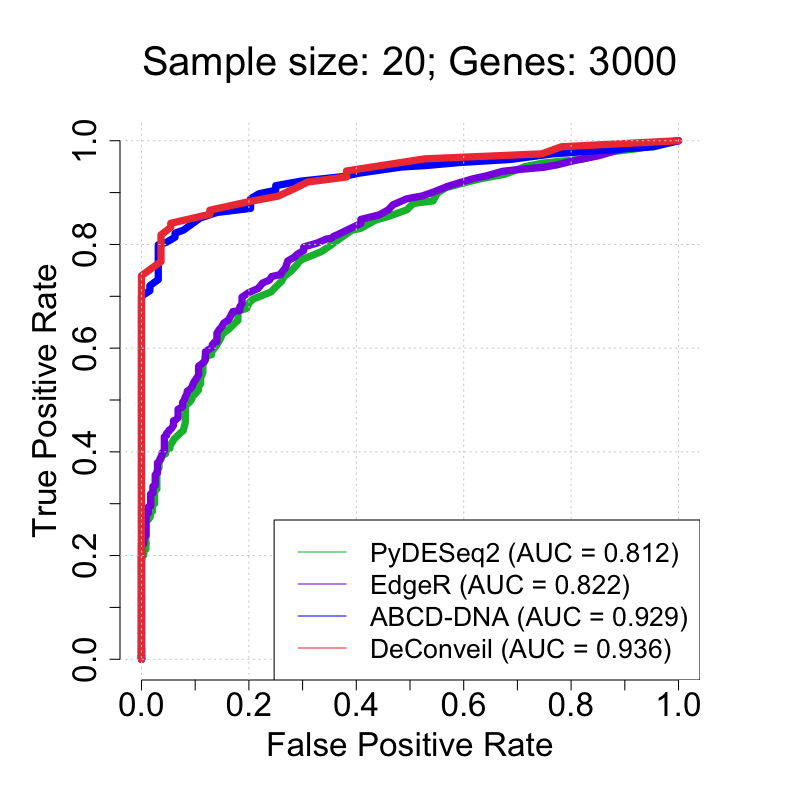 Sample size: 20; Genes: 3000
True Positive Rate
1.0
0.8
0.6
0.4
0.2
0.0
PyDESeq2 (AUC = 0.812)
EdgeR (AUC = 0.822)
ABCD-DNA (AUC = 0.929)
DeConveil (AUC = 0.936)
0.0 0.2 0.4 0.6 0.8 1.0
False Positive Rate